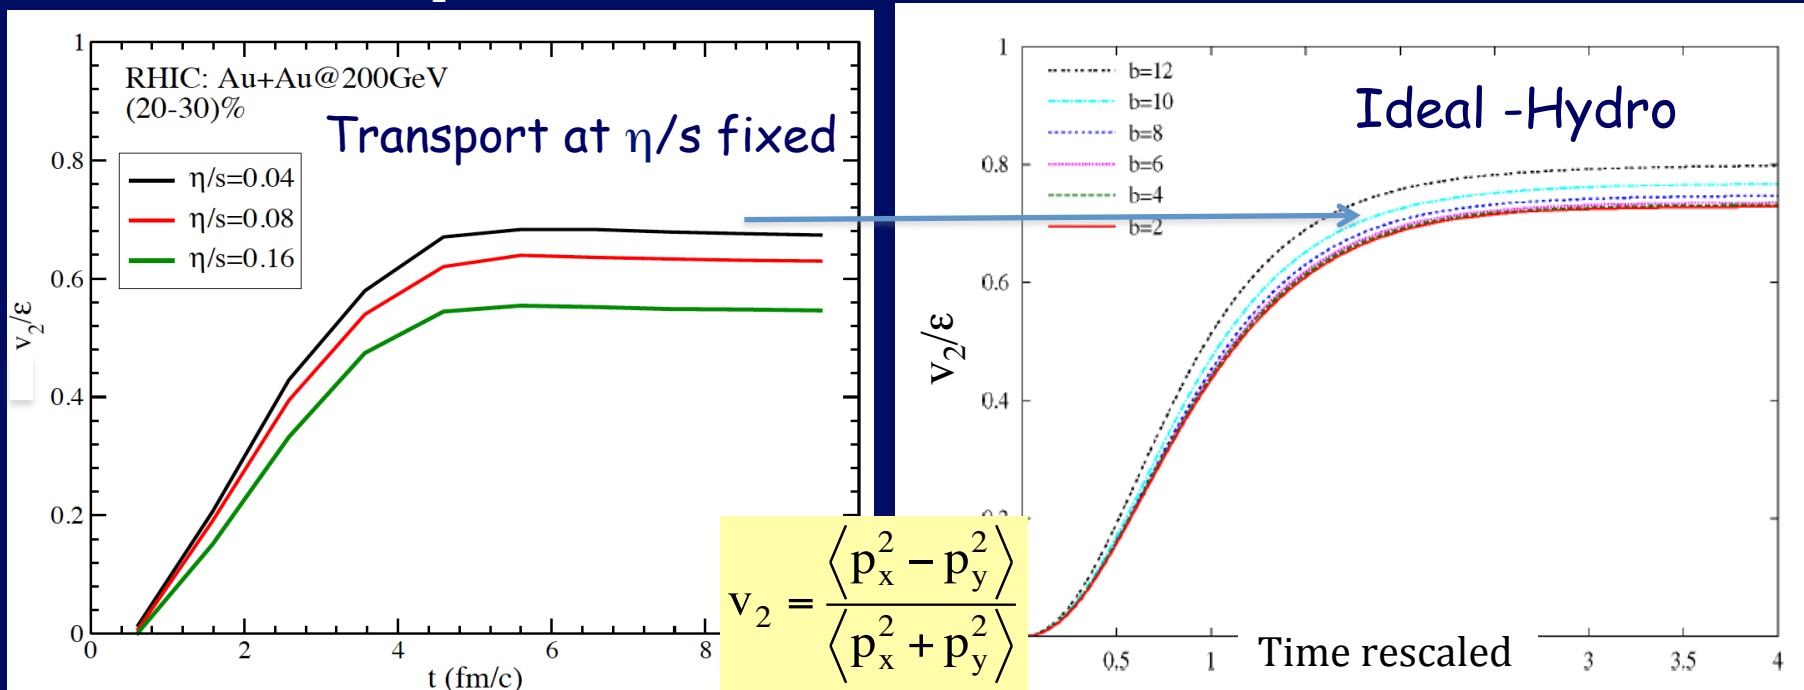 1
RHIC: Au+Au@200GeV
(20-30)%
Transport at η/s fixed
0.8
η/s=0.04
η/s=0.08
η/s=0.16
0.6
v2/ε
0.4
0.2
0
0 2 4 6 8
t (fm/c)
1
b=12
b=10
b=8
b=6
b=4
b=2
Ideal -Hydro
0.8
0.6
v2/ε
0.4
0.5 1 Time rescaled 3 3.5 4
v2 = ⟨px² − py²⟩ / ⟨px² + py²⟩